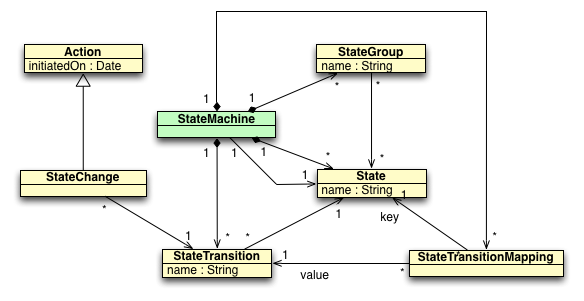 Action
initiatedOn : Date
StateGroup
name : String
1
1
*
*
StateMachine
1
1
1
*
*
StateChange
1
State
name : String
*
1
key
1
1
*
*
*
StateTransition
name : String
1
value
*
*
StateTransitionMapping